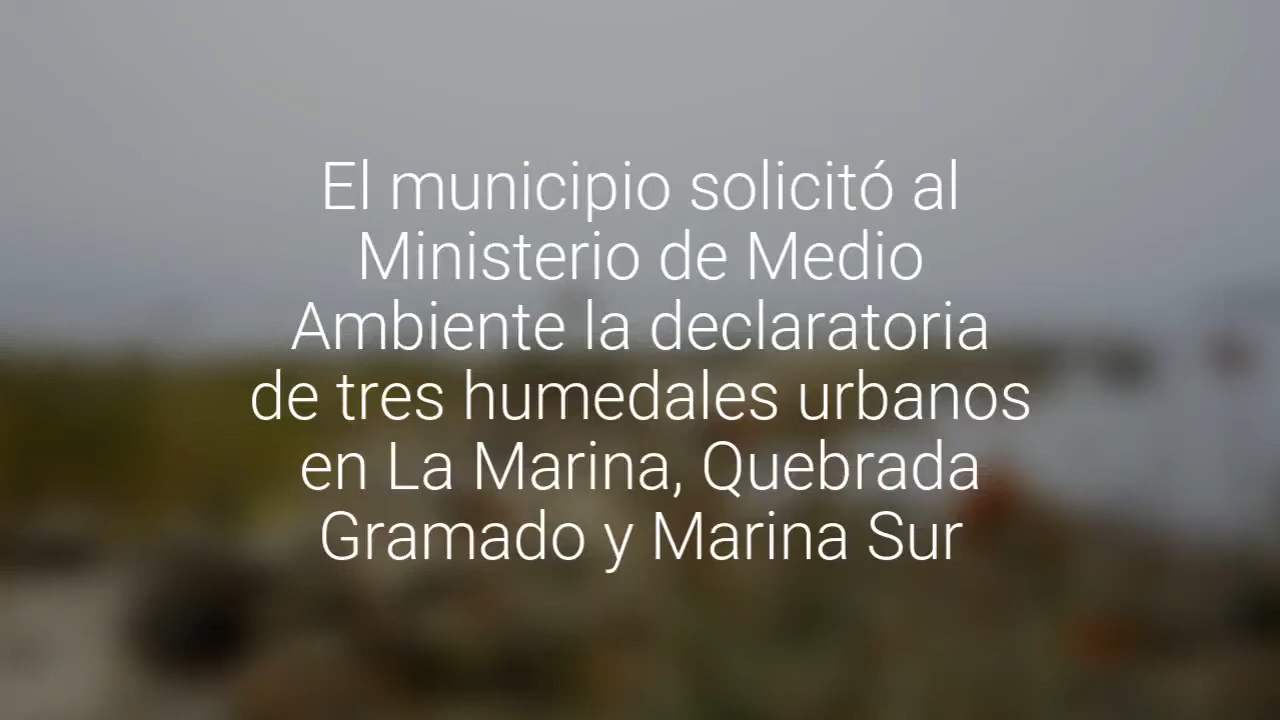 El municipio solicitó al
Ministerio de Medio
Ambiente la declaratoria
de tres humedales urbanos
en La Marina, Quebrada
Gramado y Marina Sur